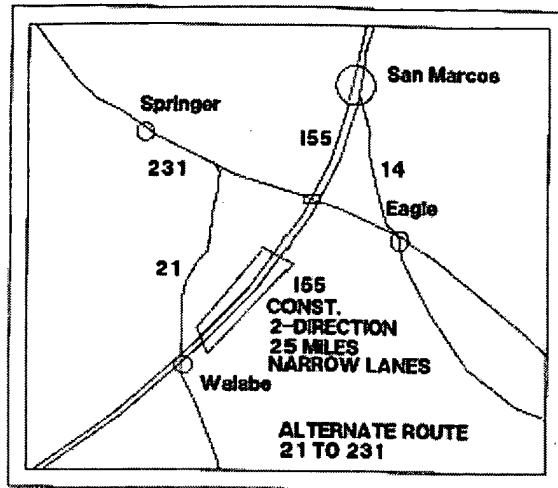 San Marcos
Springer
I55
231
14
Eagle
21
I55
CONST.
2-DIRECTION
25 MILES
NARROW LANES
Walabe
ALTERNATE ROUTE
21 TO 231